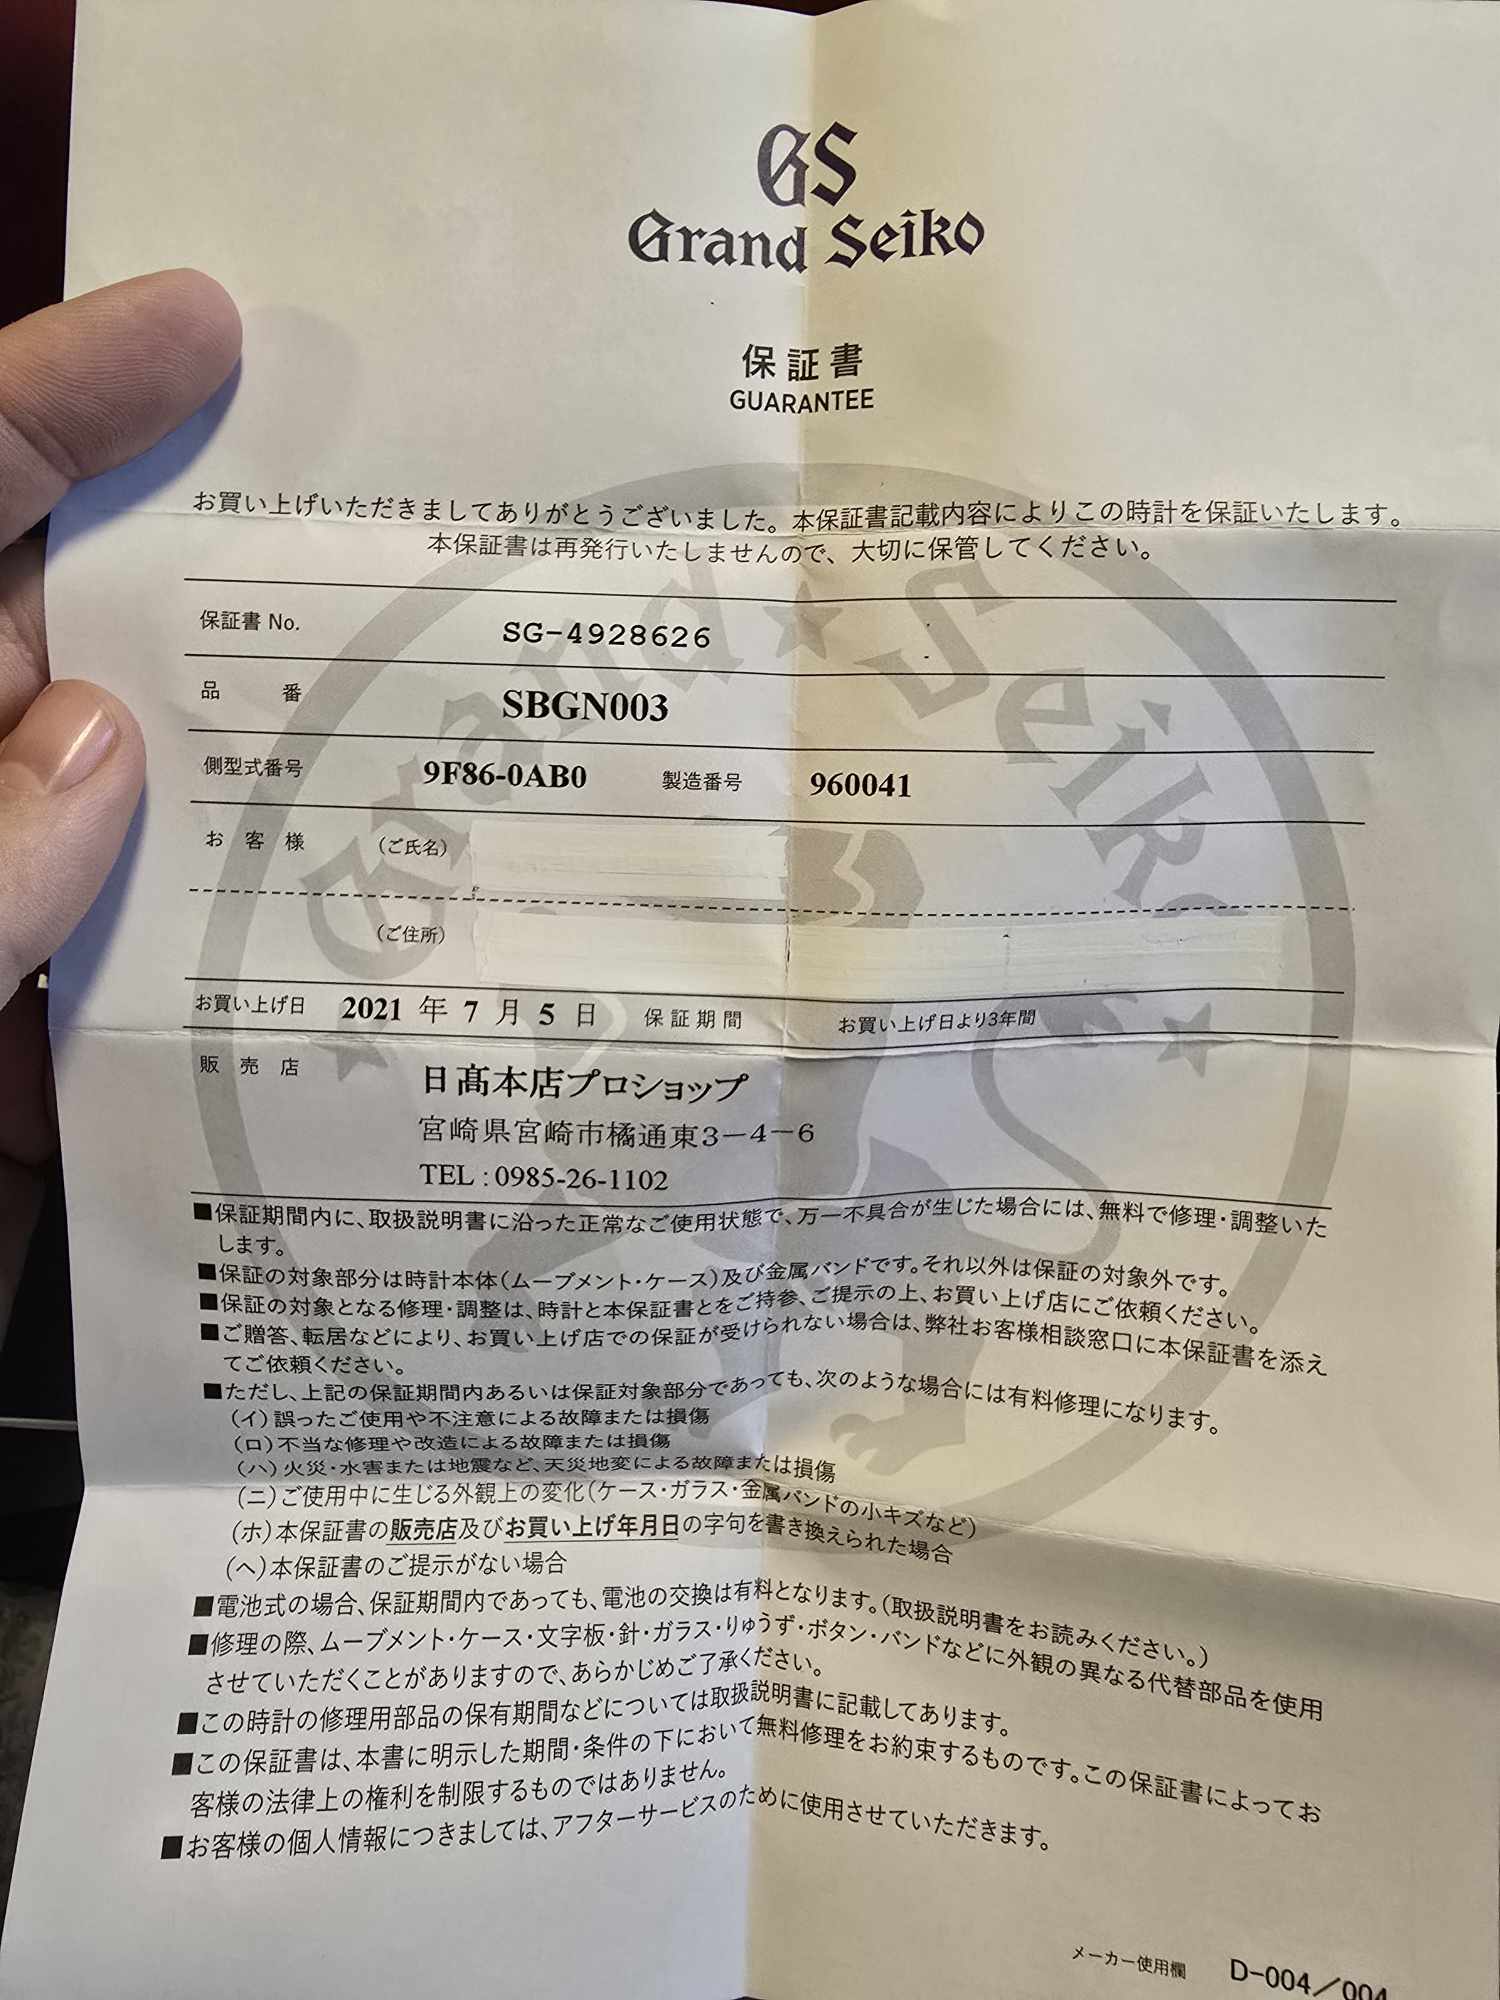 GS
Grand Seiko
保証書
GUARANTEE
お買い上げいただきましてありがとうございました。本保証書記載内容によりこの時計を保証いたします。
本保証書は再発行いたしませんので、大切に保管してください。
保証書 No. SG-4928626
品番 SBGN003
側型式番号 9F86-0AB0 製造番号 960041
お客様 (ご氏名)
(ご住所)
お買い上げ日 2021 年 7 月 5 日 保証期間 お買い上げ日より3年間
販売店 日髙本店プロショップ
宮崎県宮崎市橘通東3－4－6
TEL : 0985-26-1102
■保証期間内に、取扱説明書に沿った正常なご使用状態で、万一不具合が生じた場合には、無料で修理・調整いた
します。
■保証の対象部分は時計本体(ムーブメント・ケース)及び金属バンドです。それ以外は保証の対象外です。
■保証の対象となる修理・調整は、時計と本保証書とをご持参、ご提示の上、お買い上げ店にご依頼ください。
■ご贈答、転居などにより、お買い上げ店での保証が受けられない場合は、弊社お客様相談窓口に本保証書を添え
てご依頼ください。
■ただし、上記の保証期間内あるいは保証対象部分であっても、次のような場合には有料修理になります。
(イ)誤ったご使用や不注意による故障または損傷
(ロ)不当な修理や改造による故障または損傷
(ハ)火災・水害または地震など、天災地変による故障または損傷
(ニ)ご使用中に生じる外観上の変化(ケース・ガラス・金属バンドの小キズなど)
(ホ)本保証書の販売店及びお買い上げ年月日の字句を書き換えられた場合
(ヘ)本保証書のご提示がない場合
■電池式の場合、保証期間内であっても、電池の交換は有料となります。(取扱説明書をお読みください。)
■修理の際、ムーブメント・ケース・文字板・針・ガラス・りゅうず・ボタン・バンドなどに外観の異なる代替部品を使用
させていただくことがありますので、あらかじめご了承ください。
■この時計の修理用部品の保有期間などについては取扱説明書に記載してあります。
■この保証書は、本書に明示した期間・条件の下において無料修理をお約束するものです。この保証書によってお
客様の法律上の権利を制限するものではありません。
■お客様の個人情報につきましては、アフターサービスのために使用させていただきます。
メーカー使用欄 D-004／004
Grand Seiko